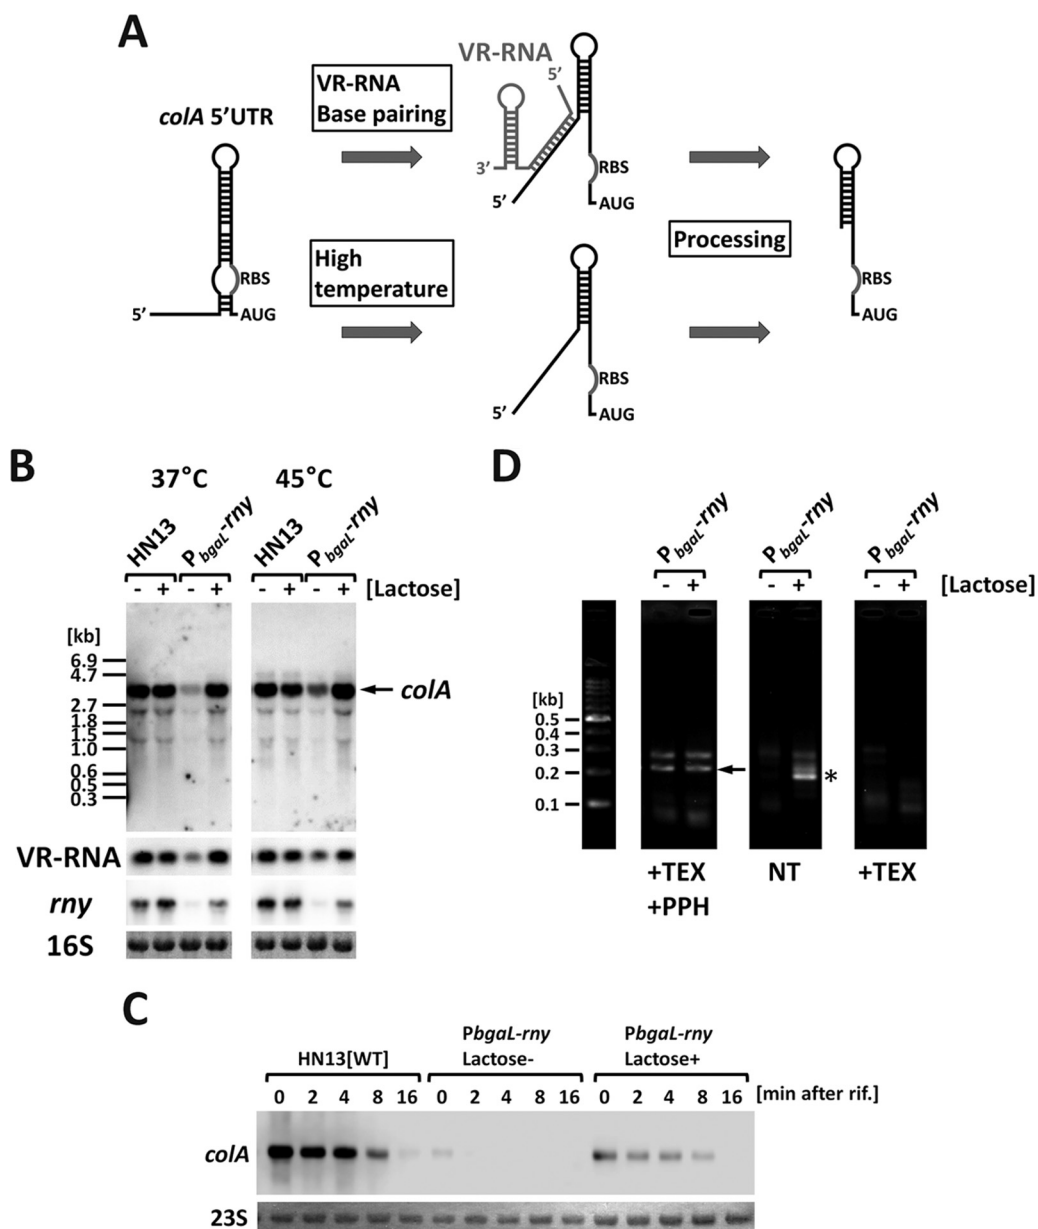 A
colA 5'UTR
VR-RNA
Base pairing
VR-RNA
5'
3'
5'
RBS
AUG
RBS
AUG
5'
High
temperature
Processing
RBS
AUG
5'
RBS
AUG
B
37°C
45°C
HN13
PbgaL-rny
HN13
PbgaL-rny
- + - + - + - + [Lactose]
[kb]
6.9
4.7
2.7
1.8
1.5
1.0
0.6
0.5
0.3
colA
VR-RNA
rny
16S
D
PbgaL-rny
PbgaL-rny
PbgaL-rny
- + - + - + [Lactose]
[kb]
0.5
0.4
0.3
0.2
0.1
*
+TEX
+PPH
NT
+TEX
C
HN13[WT]
PbgaL-rny
Lactose-
PbgaL-rny
Lactose+
0 2 4 8 16 0 2 4 8 16 0 2 4 8 16 [min after rif.]
colA
23S